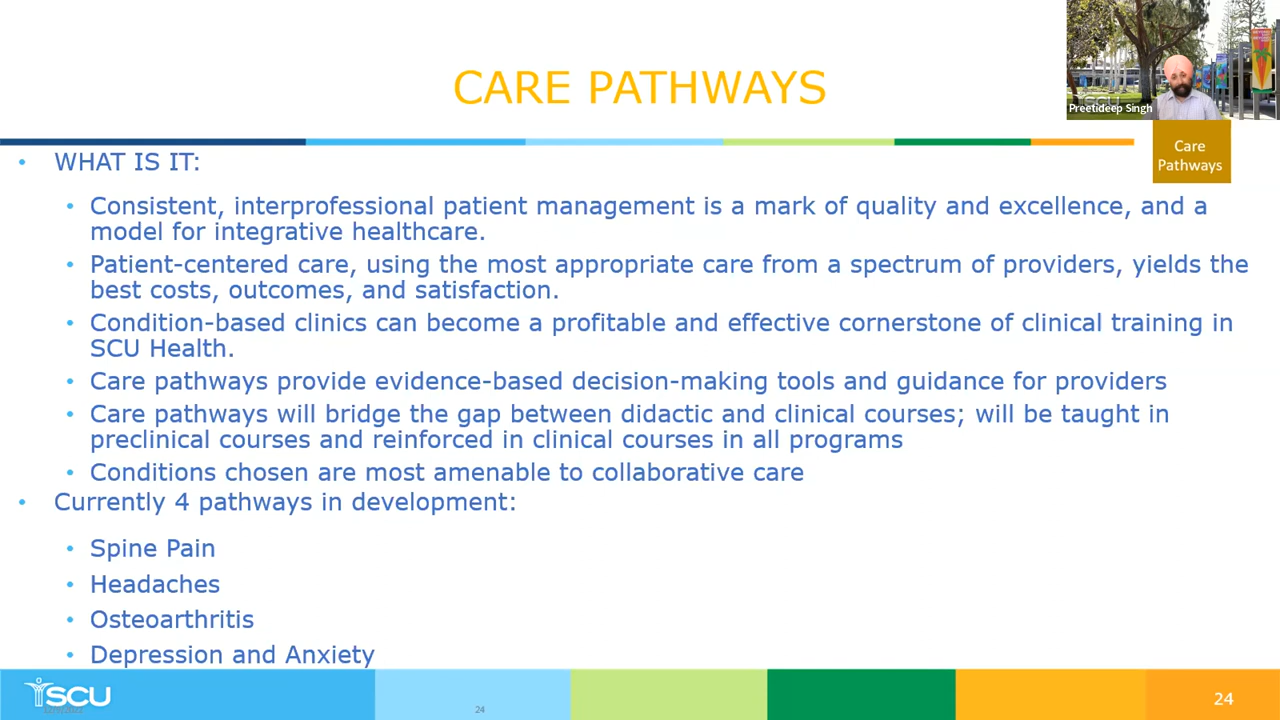 CARE PATHWAYS
Preetideep Singh
Care
Pathways
• WHAT IS IT:
• Consistent, interprofessional patient management is a mark of quality and excellence, and a
model for integrative healthcare.
• Patient-centered care, using the most appropriate care from a spectrum of providers, yields the
best costs, outcomes, and satisfaction.
• Condition-based clinics can become a profitable and effective cornerstone of clinical training in
SCU Health.
• Care pathways provide evidence-based decision-making tools and guidance for providers
• Care pathways will bridge the gap between didactic and clinical courses; will be taught in
preclinical courses and reinforced in clinical courses in all programs
• Conditions chosen are most amenable to collaborative care
• Currently 4 pathways in development:
• Spine Pain
• Headaches
• Osteoarthritis
• Depression and Anxiety
SCU
24
24